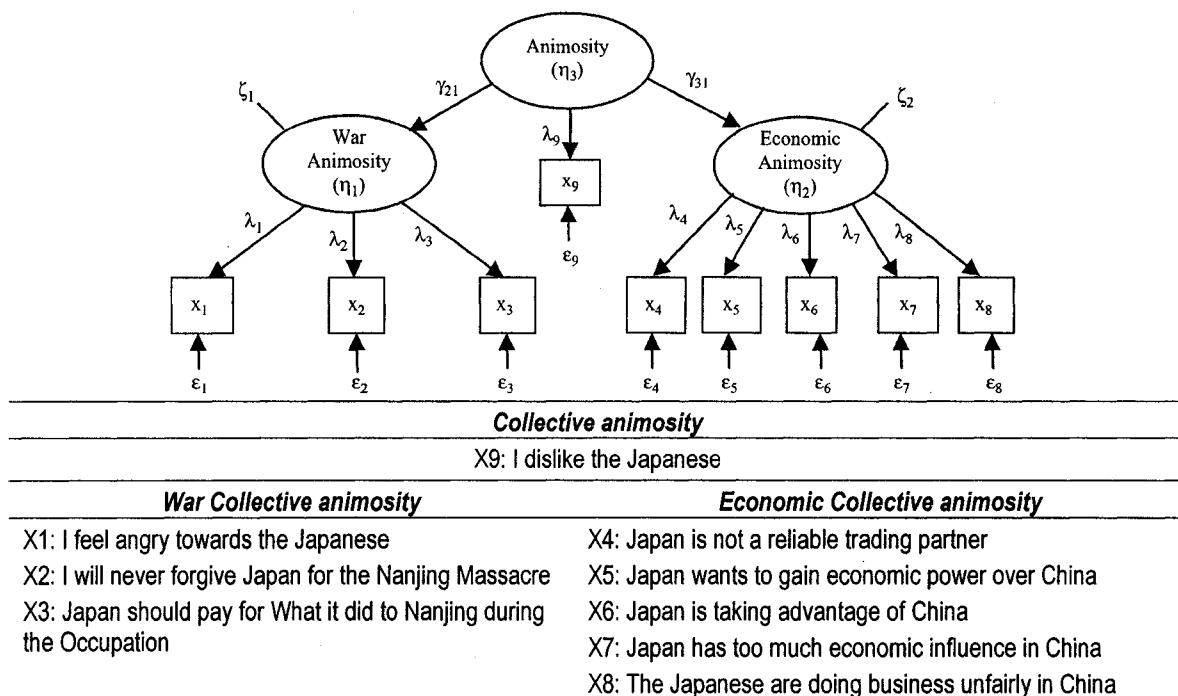 Animosity
(η3)
γ21
γ31
ζ1
ζ2
War
Animosity
(η1)
λ9
x9
ε9
Economic
Animosity
(η2)
λ1
λ2
λ3
λ4
λ5
λ6
λ7
λ8
x1
x2
x3
x4
x5
x6
x7
x8
ε1
ε2
ε3
ε4
ε5
ε6
ε7
ε8
Collective animosity
X9: I dislike the Japanese
War Collective animosity
X1: I feel angry towards the Japanese
X2: I will never forgive Japan for the Nanjing Massacre
X3: Japan should pay for What it did to Nanjing during
the Occupation
Economic Collective animosity
X4: Japan is not a reliable trading partner
X5: Japan wants to gain economic power over China
X6: Japan is taking advantage of China
X7: Japan has too much economic influence in China
X8: The Japanese are doing business unfairly in China